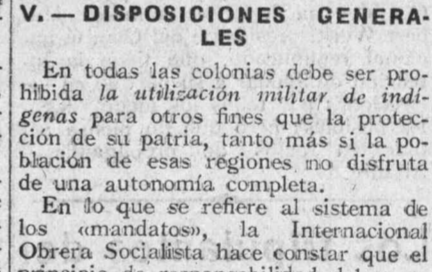 V. — DISPOSICIONES GENERA-
LES
En todas las colonias debe ser pro-
hibida la utilización militar de indí-
genas para otros fines que la protec-
ción de su patria, tanto más si la po-
blación de esas regiones no disfruta
de una autonomía completa.
En lo que se refiere al sistema de
los «mandatos», la Internacional
Obrera Socialista hace constar que el